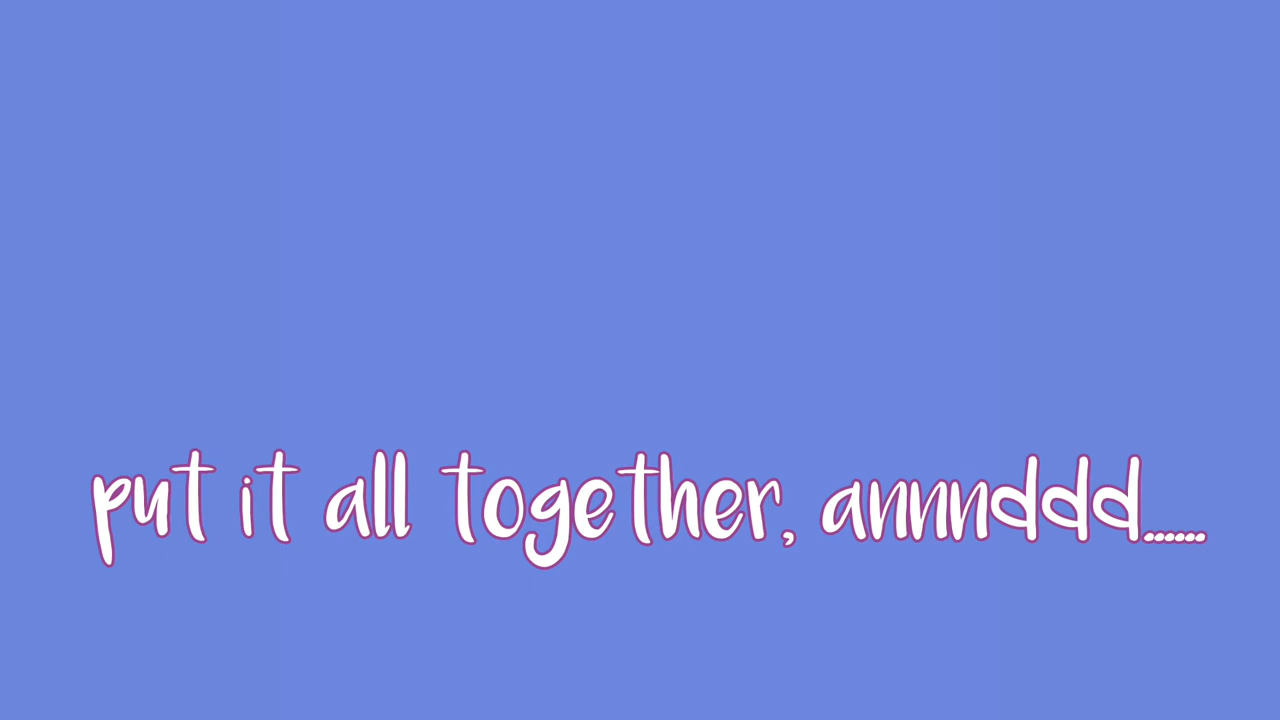 put it all together, annnddd......